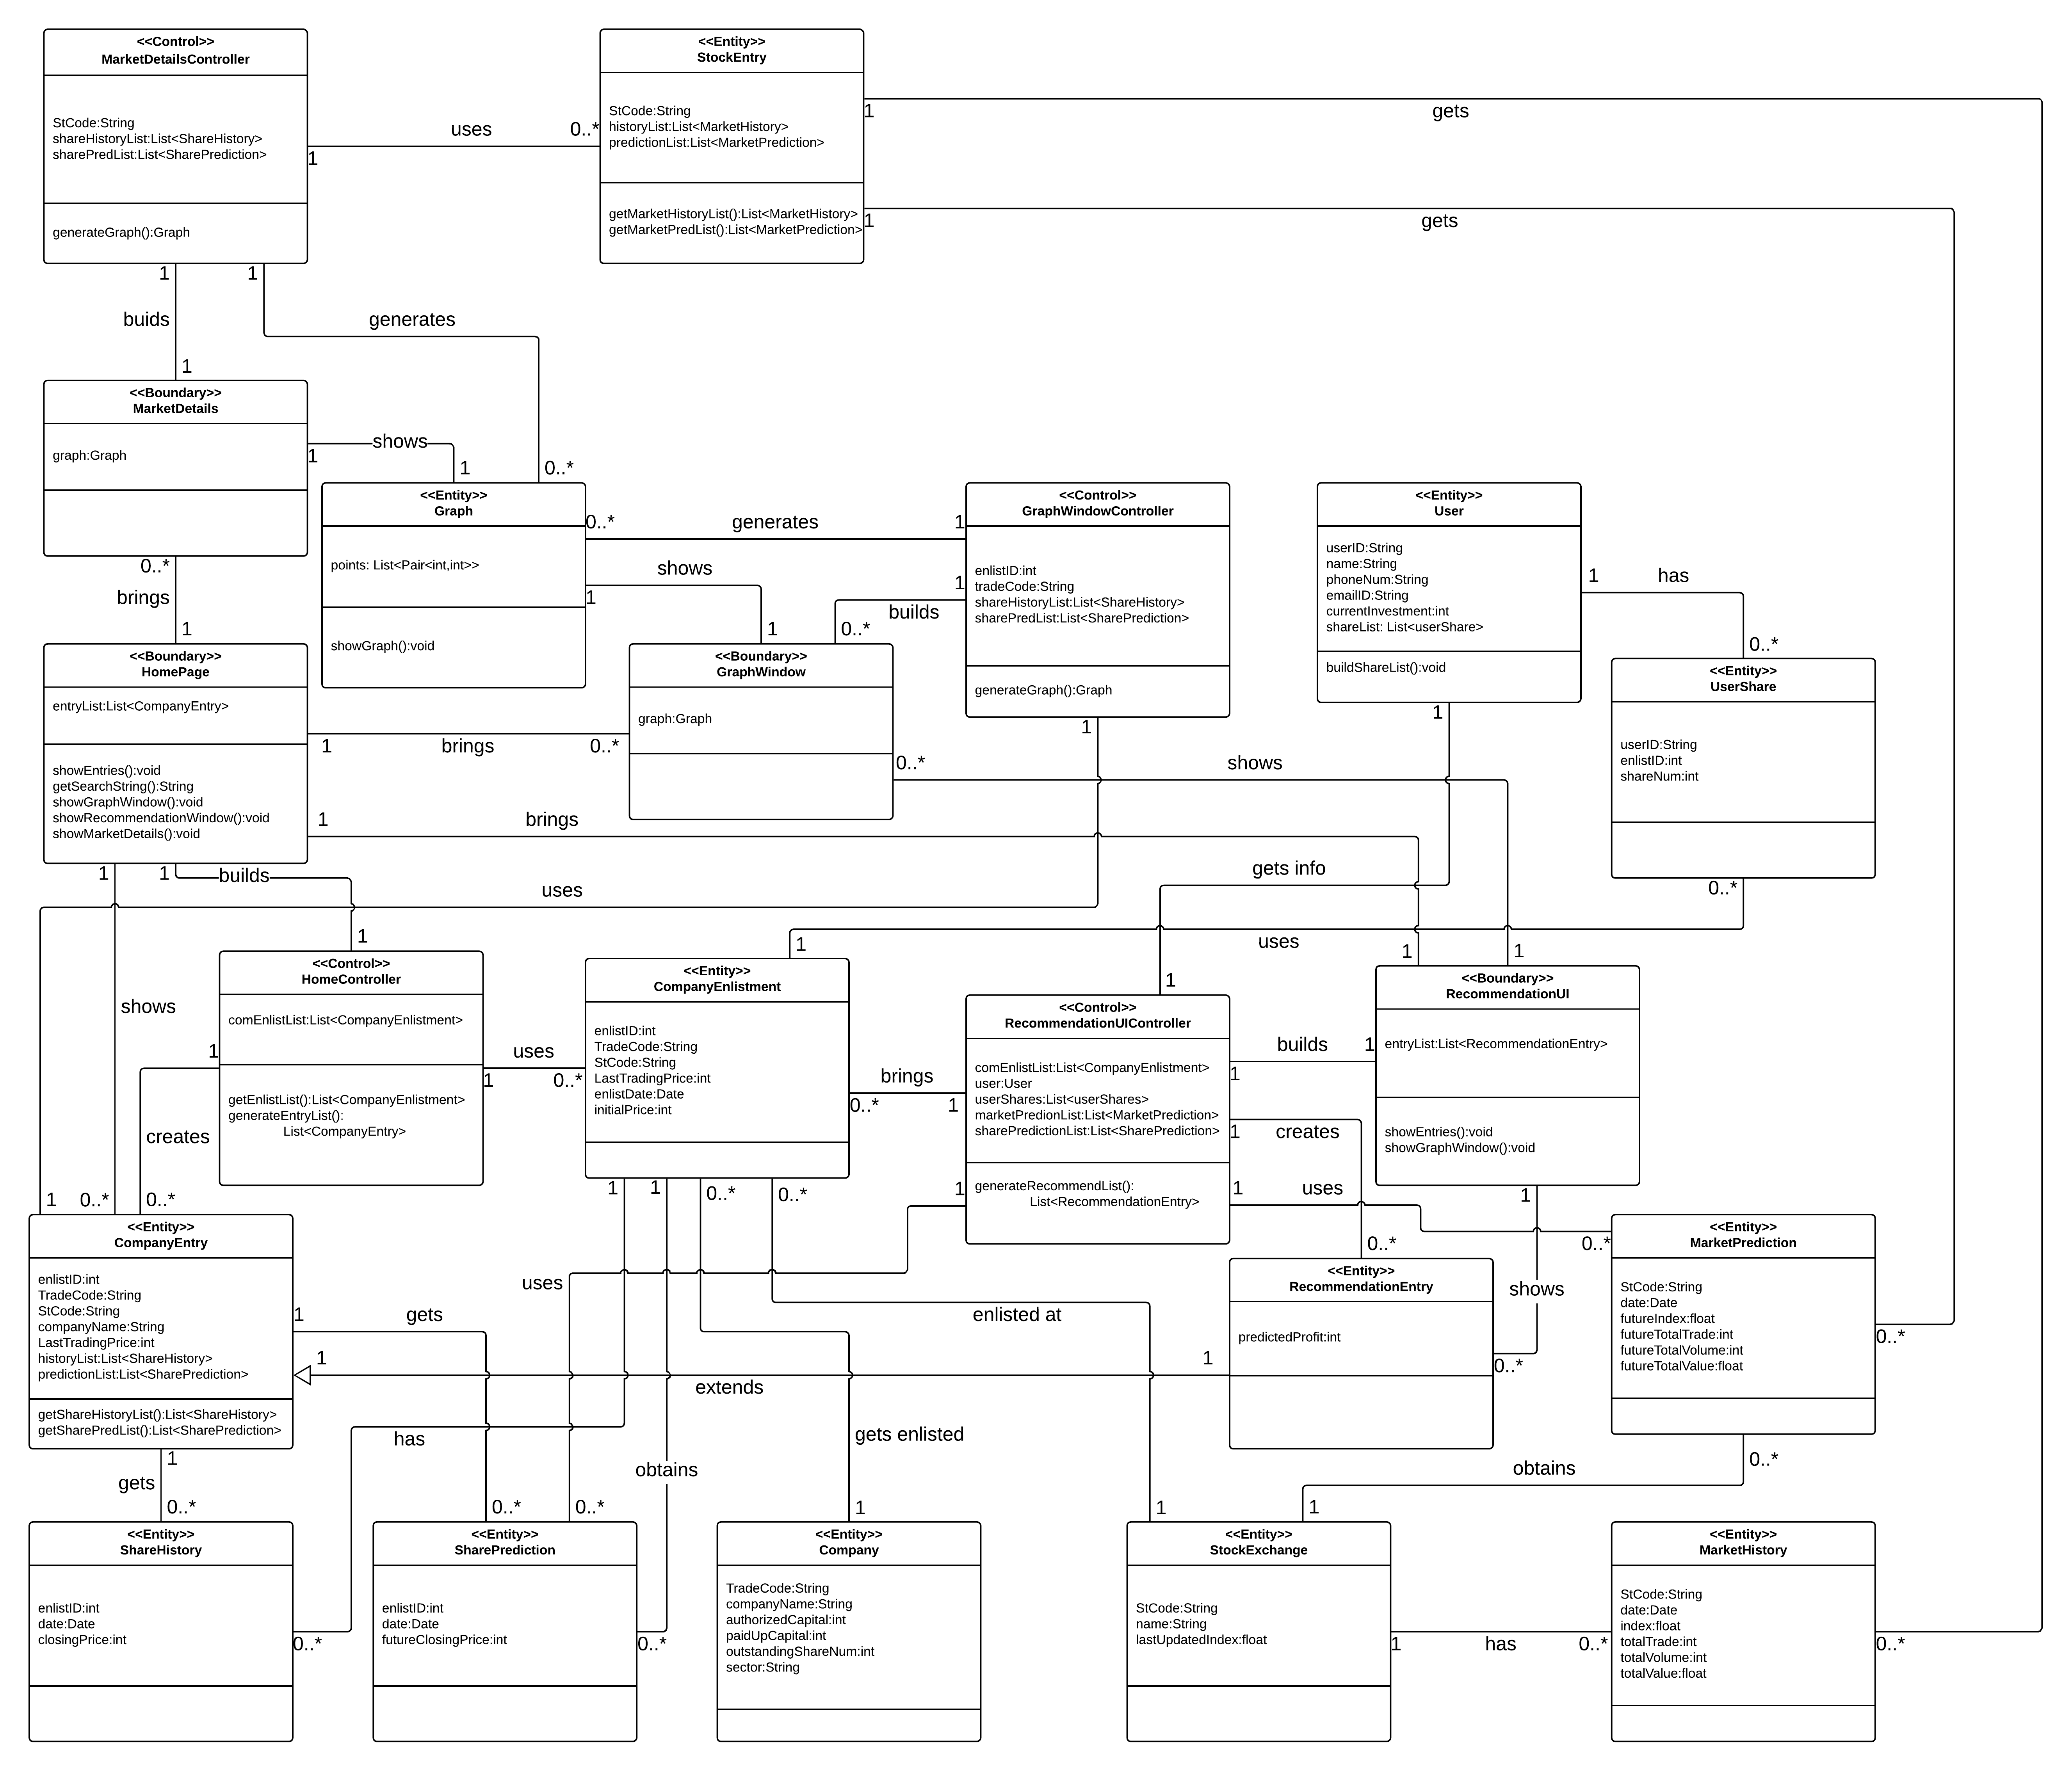 <<Control>>
MarketDetailsController
StCode:String
shareHistoryList:List<ShareHistory>
sharePredList:List<SharePrediction>
generateGraph():Graph
1
uses
0..*
<<Entity>>
StockEntry
StCode:String
historyList:List<MarketHistory>
predictionList:List<MarketPrediction>
getMarketHistoryList():List<MarketHistory>
getMarketPredList():List<MarketPrediction>
1
gets
1
gets
1
1
buids
generates
1
0..*
<<Boundary>>
MarketDetails
graph:Graph
1
shows
1
0..*
brings
1
<<Entity>>
Graph
points: List<Pair<int,int>>
showGraph():void
0..*
generates
1
shows
1
1
builds
1
0..*
<<Control>>
GraphWindowController
enlistID:int
tradeCode:String
shareHistoryList:List<ShareHistory>
sharePredList:List<SharePrediction>
generateGraph():Graph
1
<<Entity>>
User
userID:String
name:String
phoneNum:String
emailID:String
currentInvestment:int
shareList: List<userShare>
buildShareList():void
1
1
has
0..*
<<Entity>>
UserShare
userID:String
enlistID:int
shareNum:int
0..*
<<Boundary>>
HomePage
entryList:List<CompanyEntry>
showEntries():void
getSearchString():String
showGraphWindow():void
showRecommendationWindow():void
showMarketDetails():void
1
brings
0..*
<<Boundary>>
GraphWindow
graph:Graph
0..*
shows
1
brings
1
1
1
1
builds
1
uses
gets info
1
uses
1
shows
<<Control>>
HomeController
comEnlistList:List<CompanyEnlistment>
getEnlistList():List<CompanyEnlistment>
generateEntryList():
List<CompanyEntry>
1
creates
0..*
1
0..*
1
uses
0..*
<<Entity>>
CompanyEnlistment
enlistID:int
TradeCode:String
StCode:String
LastTradingPrice:int
enlistDate:Date
initialPrice:int
0..*
brings
1
1
1
0..*
0..*
<<Control>>
RecommendationUIController
comEnlistList:List<CompanyEnlistment>
user:User
userShares:List<userShares>
marketPredionList:List<MarketPrediction>
sharePredictionList:List<SharePrediction>
generateRecommendList():
List<RecommendationEntry>
1
builds
1
1
creates
0..*
1
uses
0..*
1
uses
0..*
<<Boundary>>
RecommendationUI
entryList:List<RecommendationEntry>
showEntries():void
showGraphWindow():void
1
shows
0..*
<<Entity>>
CompanyEntry
enlistID:int
TradeCode:String
StCode:String
companyName:String
LastTradingPrice:int
historyList:List<ShareHistory>
predictionList:List<SharePrediction>
getShareHistoryList():List<ShareHistory>
getSharePredList():List<SharePrediction>
1
gets
0..*
1
extends
1
enlisted at
1
<<Entity>>
RecommendationEntry
predictedProfit:int
<<Entity>>
MarketPrediction
StCode:String
date:Date
futureIndex:float
futureTotalTrade:int
futureTotalVolume:int
futureTotalValue:float
0..*
has
obtains
gets enlisted
1
1
gets
0..*
0..*
obtains
1
<<Entity>>
ShareHistory
enlistID:int
date:Date
closingPrice:int
0..*
<<Entity>>
SharePrediction
enlistID:int
date:Date
futureClosingPrice:int
0..*
<<Entity>>
Company
TradeCode:String
companyName:String
authorizedCapital:int
paidUpCapital:int
outstandingShareNum:int
sector:String
<<Entity>>
StockExchange
StCode:String
name:String
lastUpdatedIndex:float
1
has
0..*
<<Entity>>
MarketHistory
StCode:String
date:Date
index:float
totalTrade:int
totalVolume:int
totalValue:float
0..*